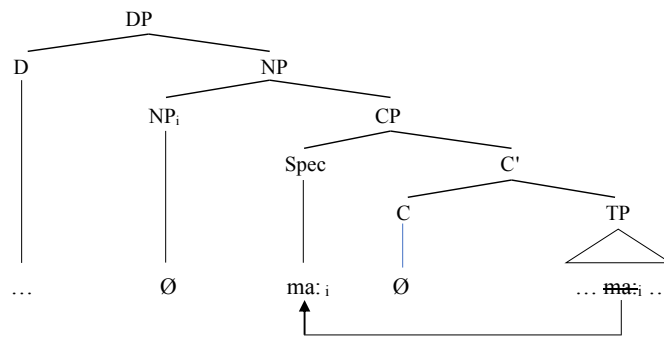 DP
D NP
NPᵢ CP
Spec C'
C TP
… Ø ma: ᵢ Ø … ma:ᵢ …